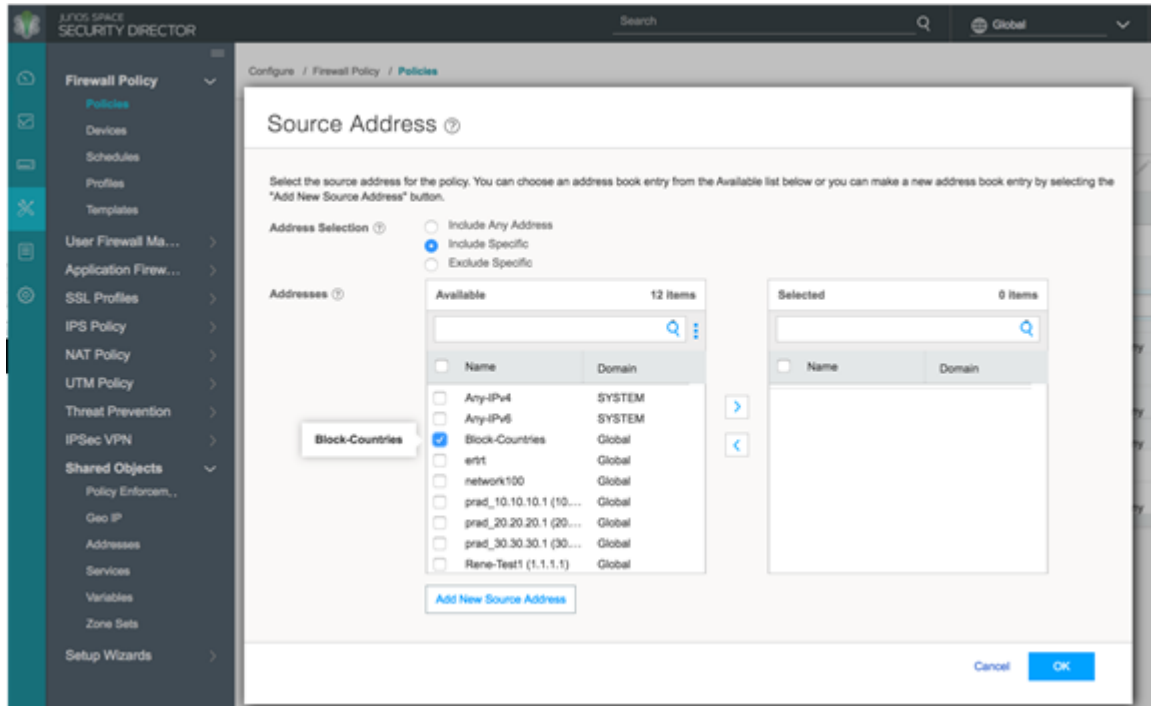 JUNOS SPACE
SECURITY DIRECTOR
Search
Global
Firewall Policy
Policies
Devices
Schedules
Profiles
Templates
User Firewall Ma...
Application Firew...
SSL Profiles
IPS Policy
NAT Policy
UTM Policy
Threat Prevention
IPSec VPN
Shared Objects
Policy Enforcem...
Geo IP
Addresses
Services
Variables
Zone Sets
Setup Wizards
Configure / Firewall Policy / Policies
Source Address ?
Select the source address for the policy. You can choose an address book entry from the Available list below or you can make a new address book entry by selecting the
"Add New Source Address" button.
Address Selection ?
Include Any Address
Include Specific
Exclude Specific
Addresses ?
Available 12 items
Name Domain
Any-IPv4 SYSTEM
Any-IPv6 SYSTEM
Block-Countries
Block-Countries Global
ertrt Global
network100 Global
prad_10.10.10.1 (10.... Global
prad_20.20.20.1 (20.... Global
prad_30.30.30.1 (30.... Global
Rene-Test1 (1.1.1.1) Global
Selected 0 items
Name Domain
Add New Source Address
Cancel OK